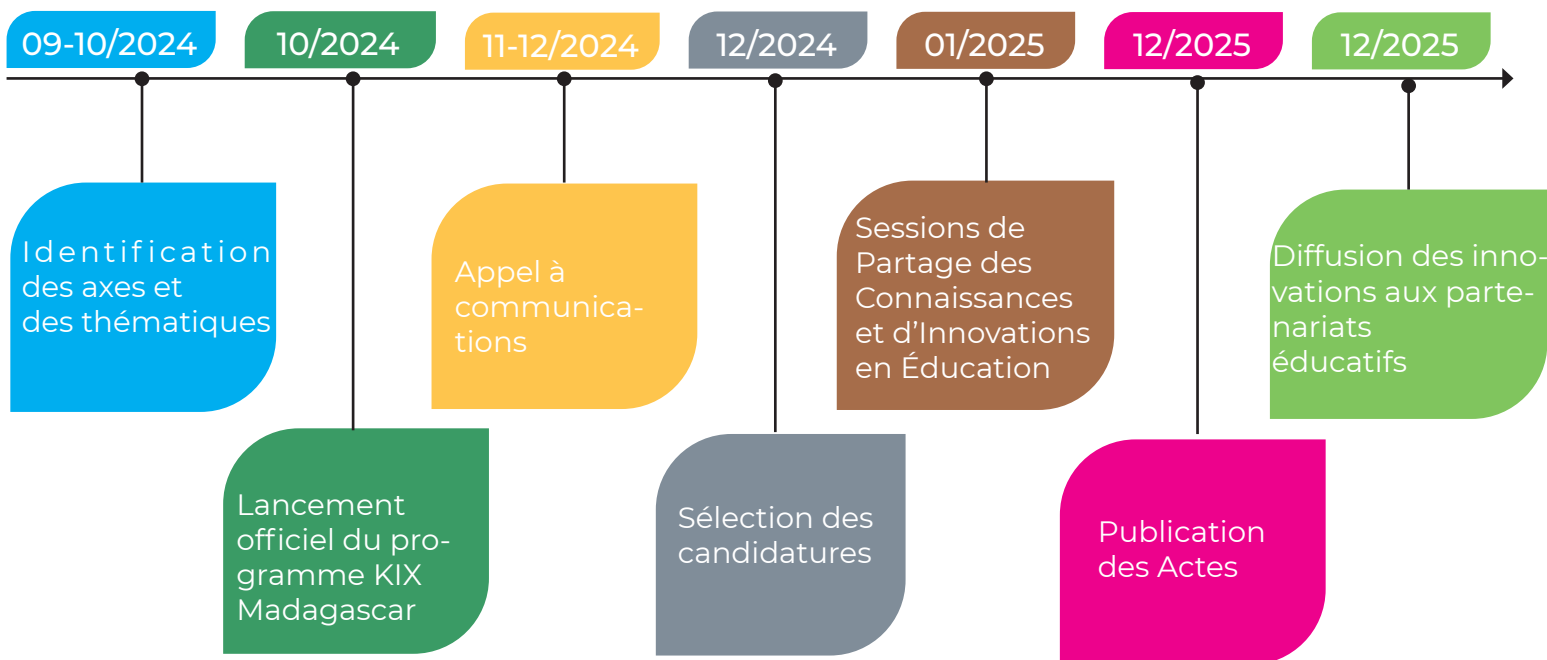 09-10/2024
10/2024
11-12/2024
12/2024
01/2025
12/2025
12/2025
Identification
des axes et
des thématiques
Lancement
officiel du pro-
gramme KIX
Madagascar
Appel à
communica-
tions
Sélection des
candidatures
Sessions de
Partage des
Connaissances
et d'Innovations
en Éducation
Publication
des Actes
Diffusion des inno-
vations aux parte-
nariats
éducatifs